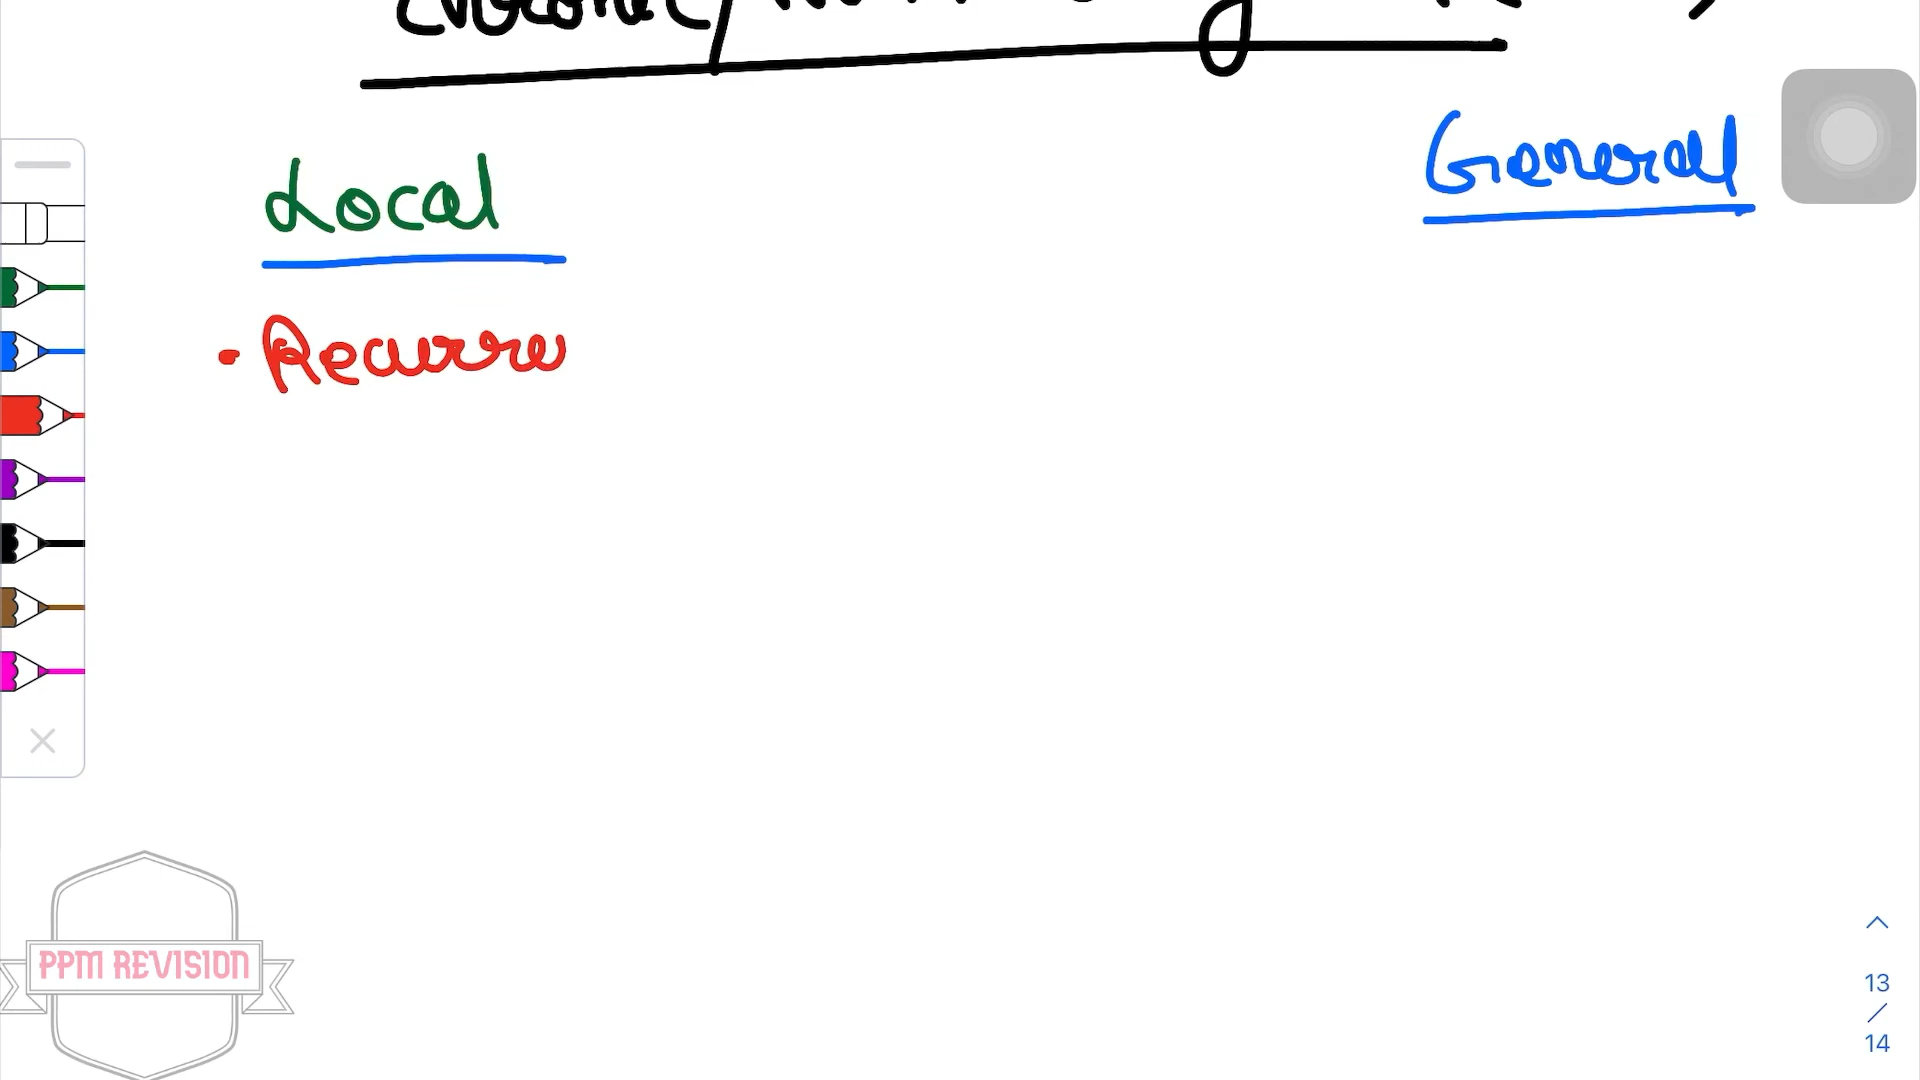 Local
General
• Recurre
PPM REVISION
13
/
14